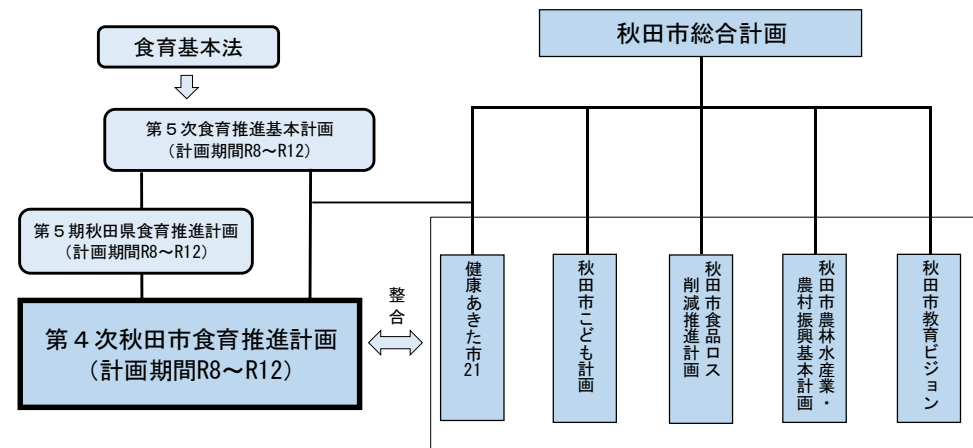 食育基本法
秋田市総合計画
第５次食育推進基本計画
(計画期間R8～R12)
第５期秋田県食育推進計画
(計画期間R8～R12)
第４次秋田市食育推進計画
(計画期間R8～R12)
整合
健康あきた市21
秋田市こども計画
秋田市食品ロス
削減推進計画
秋田市農林水産業・
農村振興基本計画
秋田市教育ビジョン